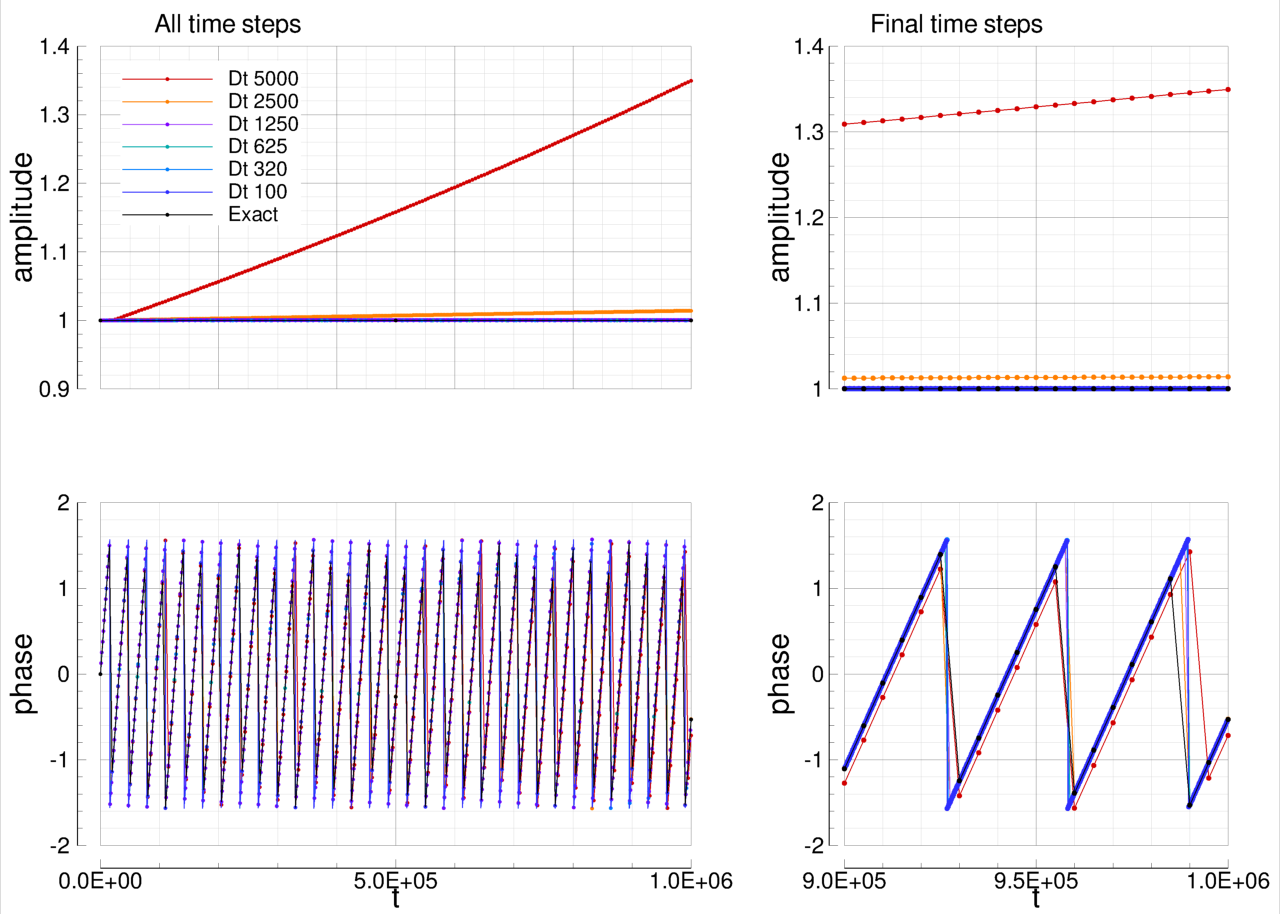 All time steps
1.4
1.3
1.2
1.1
1
0.9
amplitude
Dt 5000
Dt 2500
Dt 1250
Dt 625
Dt 320
Dt 100
Exact
Final time steps
1.4
1.3
1.2
1.1
1
amplitude
2
1
0
-1
-2
phase
0.0E+00
5.0E+05
1.0E+06
t
2
1
0
-1
-2
phase
9.0E+05
9.5E+05
1.0E+06
t